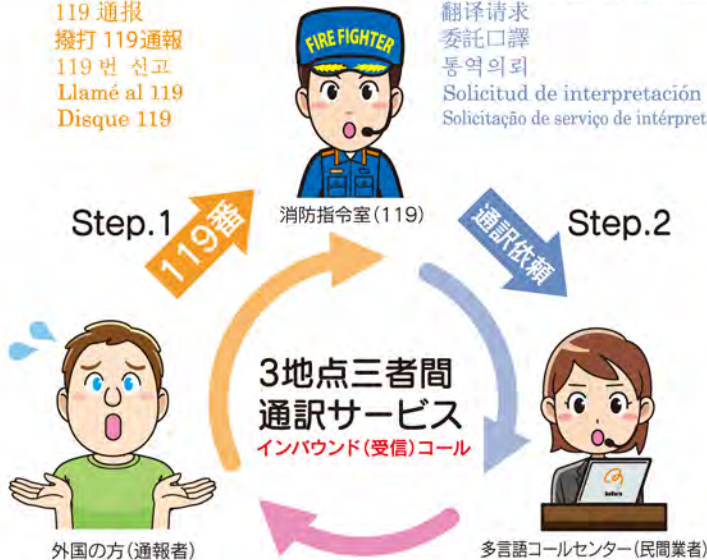 119 通报
撥打 119通報
119 번 신고
Llamé al 119
Disque 119
翻译请求
委託口譯
통역의뢰
Solicitud de interpretación
Solicitação de serviço de intérpret
FIRE FIGHTER
消防指令室(119)
Step.1
119番
通訳依頼
Step.2
3地点三者間
通訳サービス
インバウンド(受信)コール
外国の方(通報者)
多言語コールセンター(民間業者)